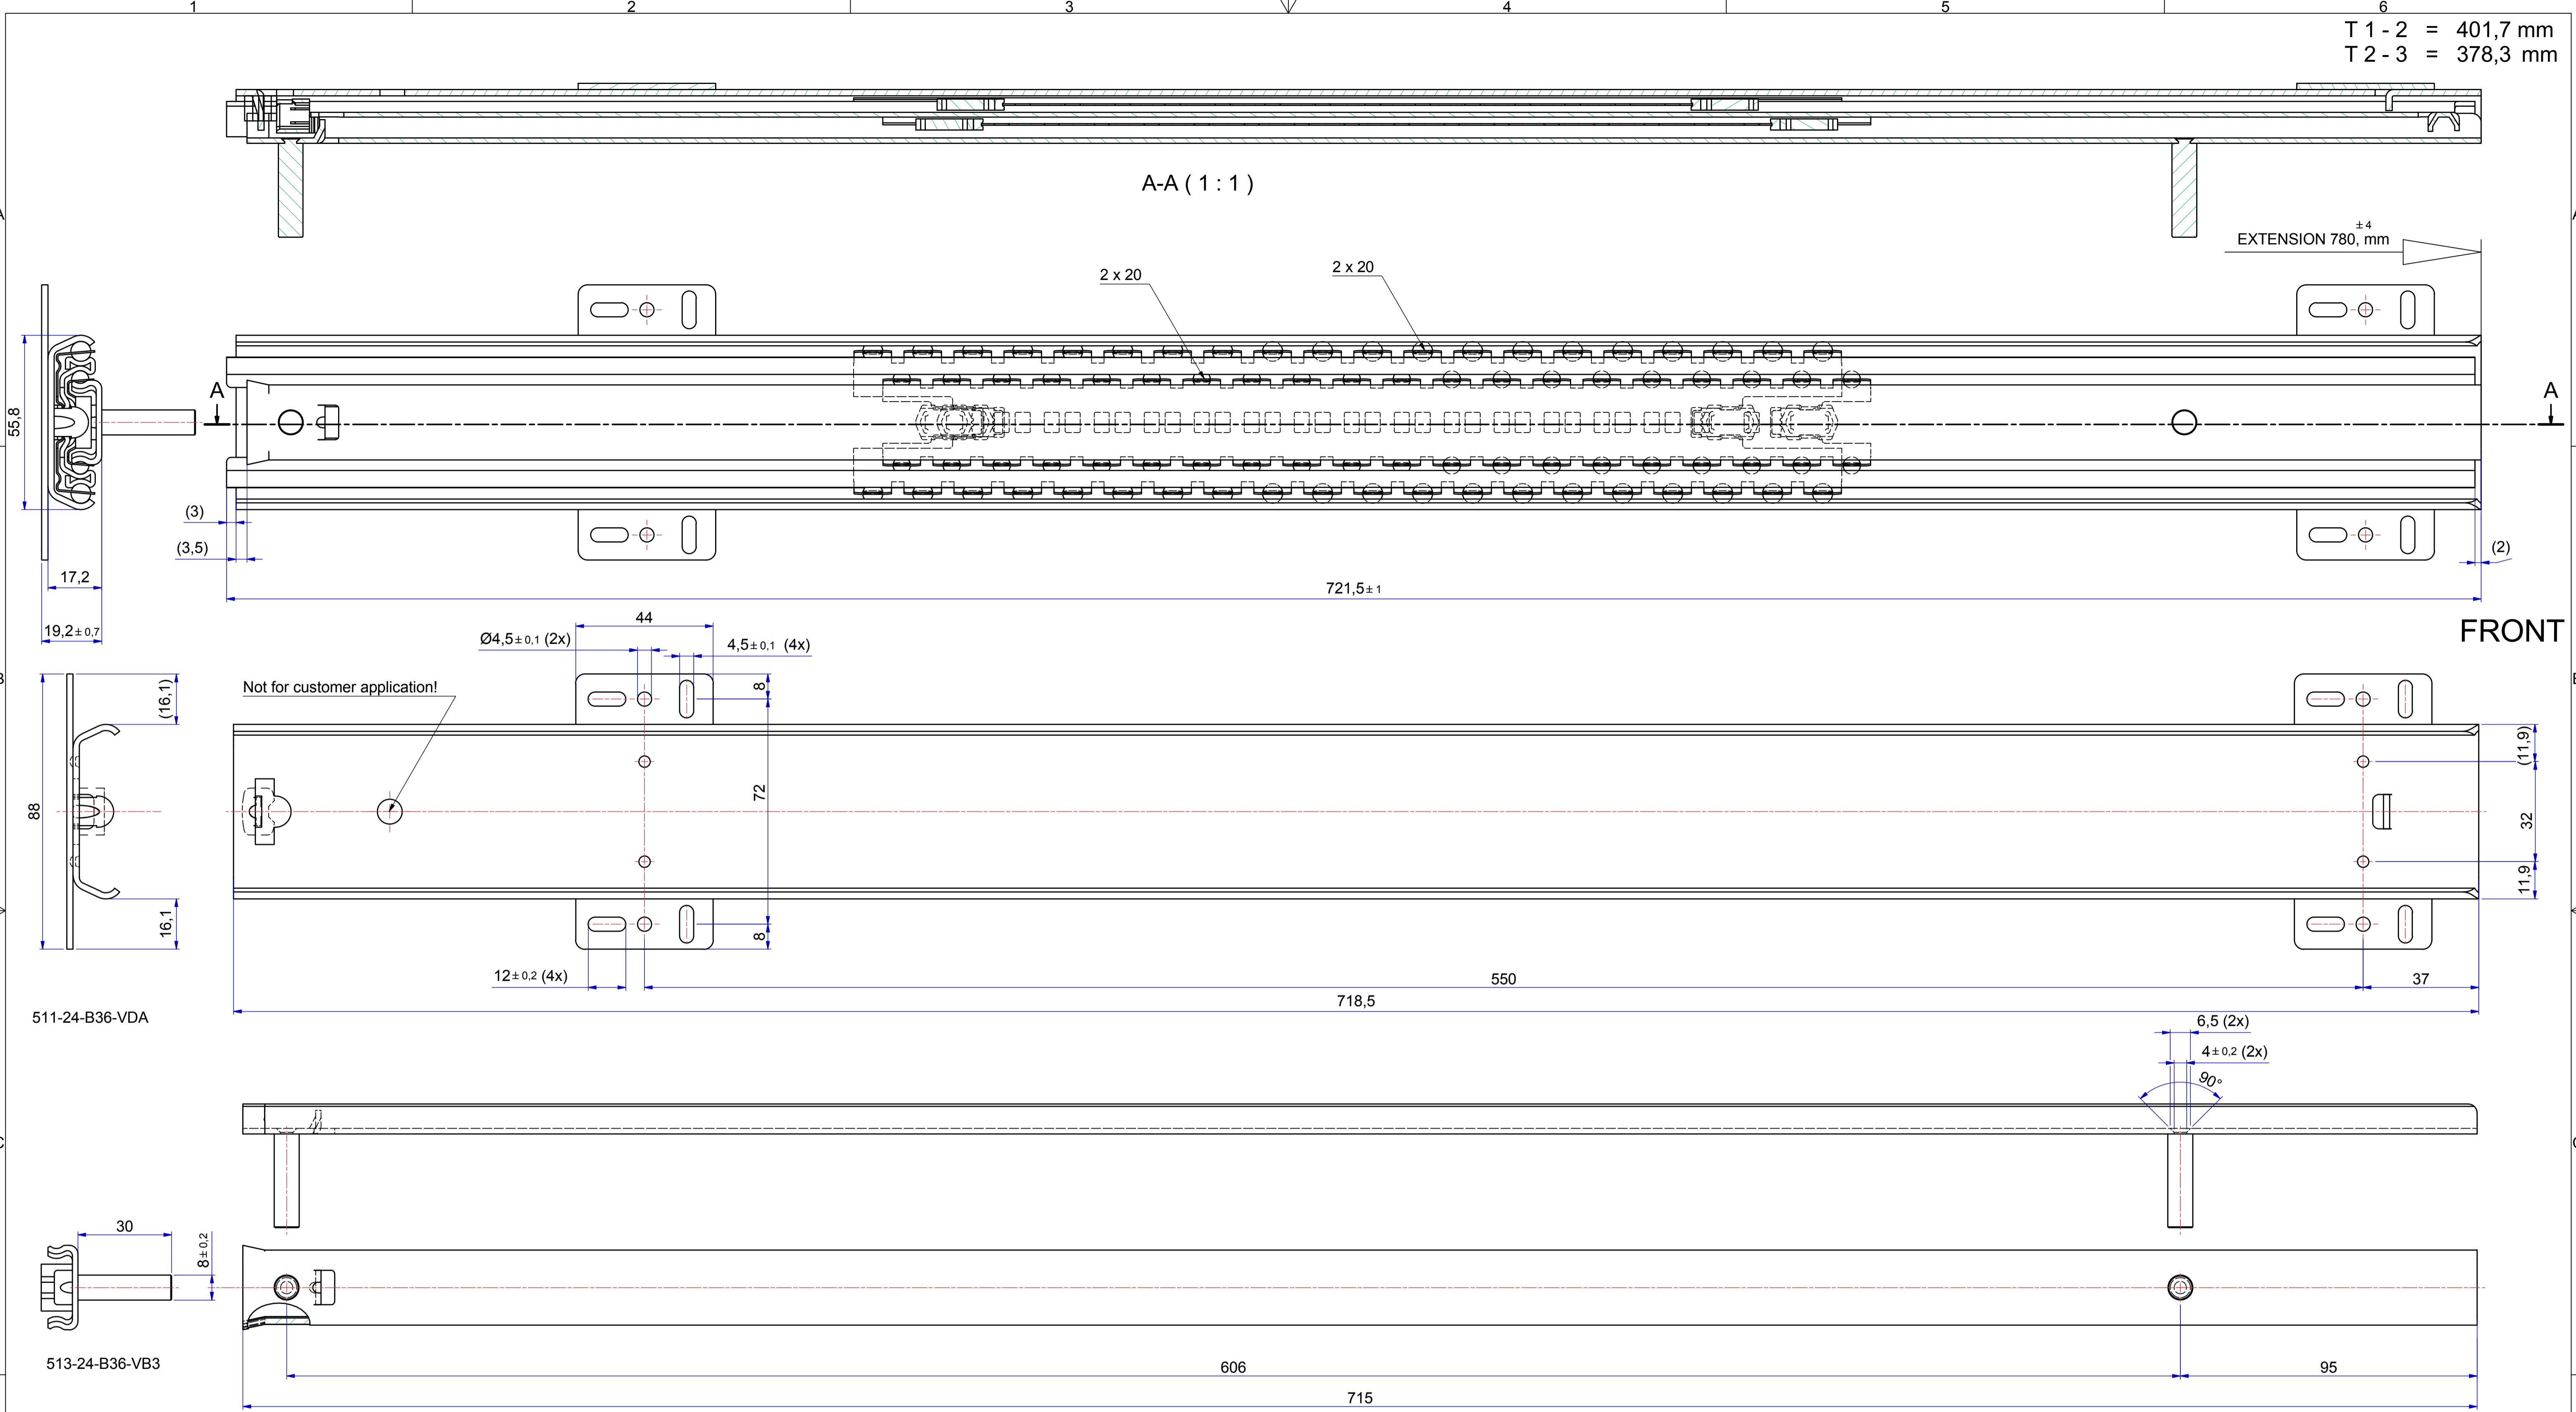 1 2 3 4 5 6
T 1 - 2 = 401,7 mm
T 2 - 3 = 378,3 mm
A-A ( 1 : 1 )
A
±4
EXTENSION 780, mm
2 x 20
2 x 20
A
A
55,8
(3)
(3,5)
(2)
17,2
721,5±1
19,2±0,7
FRONT
44
Ø4,5±0,1 (2x)
4,5±0,1 (4x)
Not for customer application!
(16,1)
8
(11,9)
88
72
32
11,9
16,1
8
12±0,2 (4x)
550
37
718,5
511-24-B36-VDA
6,5 (2x)
4±0,2 (2x)
90°
30
8±0,2
513-24-B36-VB3
606
95
715